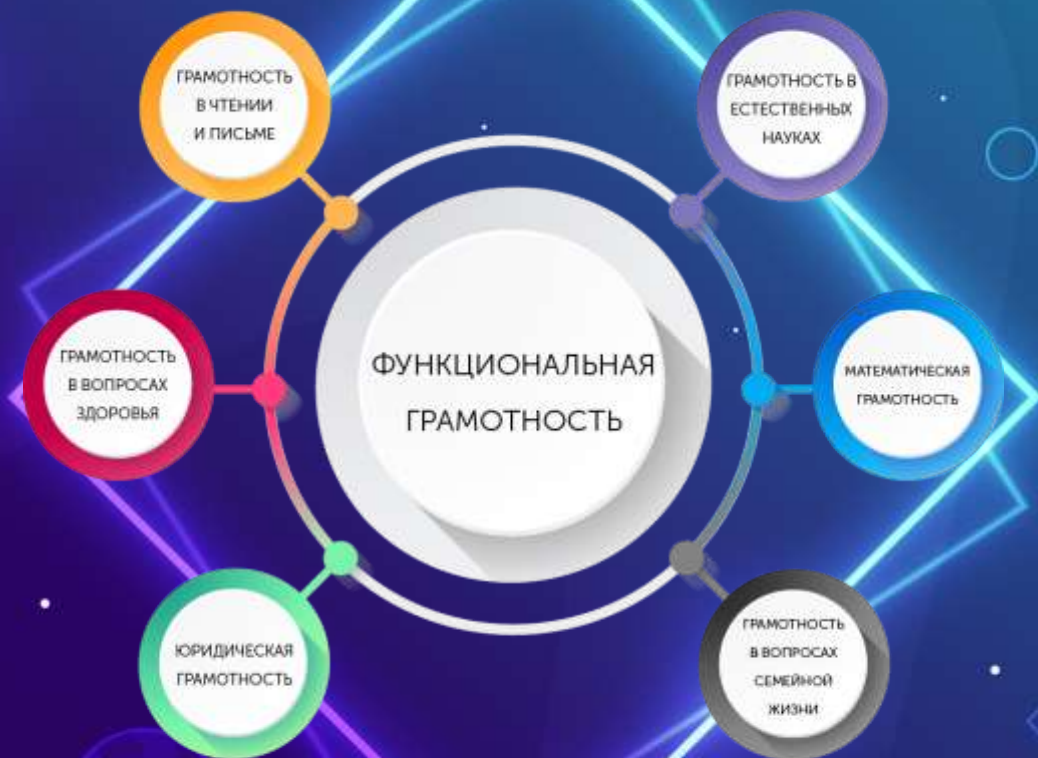 ГРАМОТНОСТЬ
В ЧТЕНИИ
И ПИСЬМЕ
ГРАМОТНОСТЬ В
ЕСТЕСТВЕННЫХ
НАУКАХ
ГРАМОТНОСТЬ
В ВОПРОСАХ
ЗДОРОВЬЯ
ФУНКЦИОНАЛЬНАЯ
ГРАМОТНОСТЬ
МАТЕМАТИЧЕСКАЯ
ГРАМОТНОСТЬ
ЮРИДИЧЕСКАЯ
ГРАМОТНОСТЬ
ГРАМОТНОСТЬ
В ВОПРОСАХ
СЕМЕЙНОЙ
ЖИЗНИ